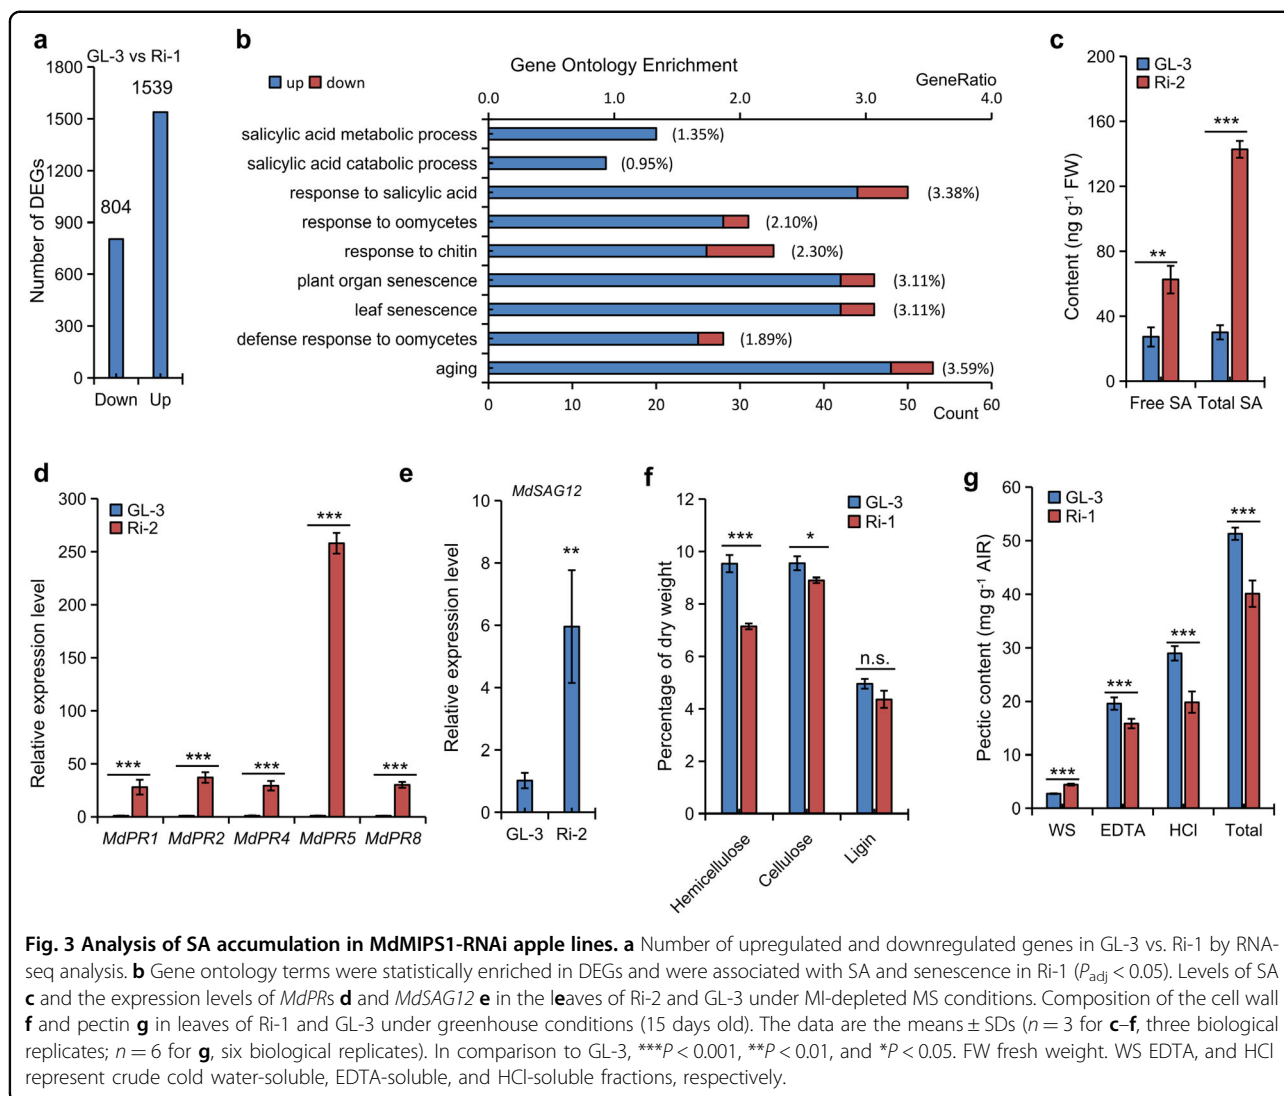 a
GL-3 vs Ri-1
Number of DEGs
1800
1500
1200
900
600
300
0
804
1539
Down Up
b
Gene Ontology Enrichment
up down
GeneRatio
0.0 1.0 2.0 3.0 4.0
salicylic acid metabolic process (1.35%)
salicylic acid catabolic process (0.95%)
response to salicylic acid (3.38%)
response to oomycetes (2.10%)
response to chitin (2.30%)
plant organ senescence (3.11%)
leaf senescence (3.11%)
defense response to oomycetes (1.89%)
aging (3.59%)
0 10 20 30 40 50 60
Count
c
Content (ng g⁻¹ FW)
200
160
120
80
40
0
GL-3
Ri-2
**
***
Free SA Total SA
d
Relative expression level
300
250
200
150
100
50
0
GL-3
Ri-2
*** *** *** *** ***
MdPR1 MdPR2 MdPR4 MdPR5 MdPR8
e
MdSAG12
Relative expression level
10
8
6
4
2
0
**
GL-3 Ri-2
f
Percentage of dry weight
12
10
8
6
4
2
0
GL-3
Ri-1
*** * n.s.
Hemicellulose Cellulose Ligin
g
Pectic content (mg g⁻¹ AIR)
60
50
40
30
20
10
0
GL-3
Ri-1
*** *** *** ***
WS EDTA HCl Total
Fig. 3 Analysis of SA accumulation in MdMIPS1-RNAi apple lines. a Number of upregulated and downregulated genes in GL-3 vs. Ri-1 by RNA-
seq analysis. b Gene ontology terms were statistically enriched in DEGs and were associated with SA and senescence in Ri-1 (Padj < 0.05). Levels of SA
c and the expression levels of MdPRs d and MdSAG12 e in the leaves of Ri-2 and GL-3 under MI-depleted MS conditions. Composition of the cell wall
f and pectin g in leaves of Ri-1 and GL-3 under greenhouse conditions (15 days old). The data are the means ± SDs (n = 3 for c–f, three biological
replicates; n = 6 for g, six biological replicates). In comparison to GL-3, ***P < 0.001, **P < 0.01, and *P < 0.05. FW fresh weight. WS EDTA, and HCl
represent crude cold water-soluble, EDTA-soluble, and HCl-soluble fractions, respectively.